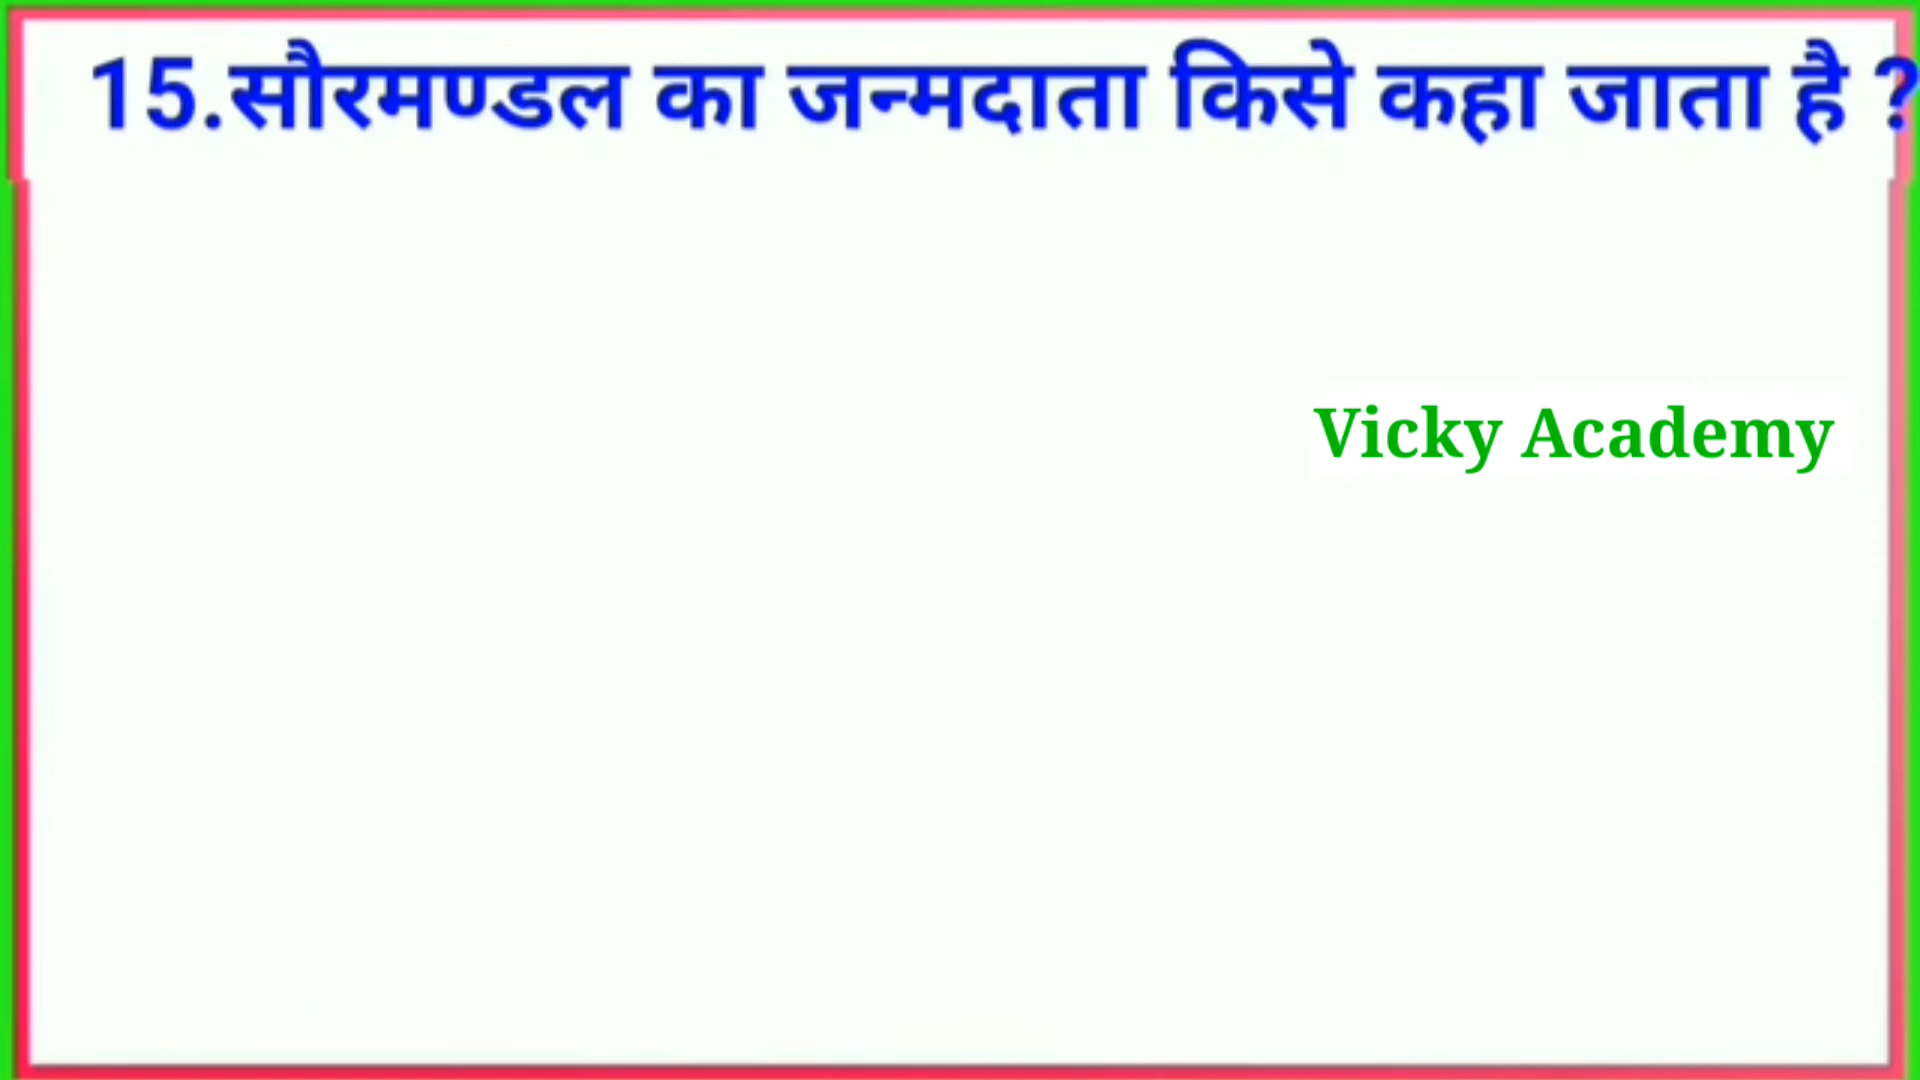 15.सौरमण्डल का जन्मदाता किसे कहा जाता है ?
Vicky Academy